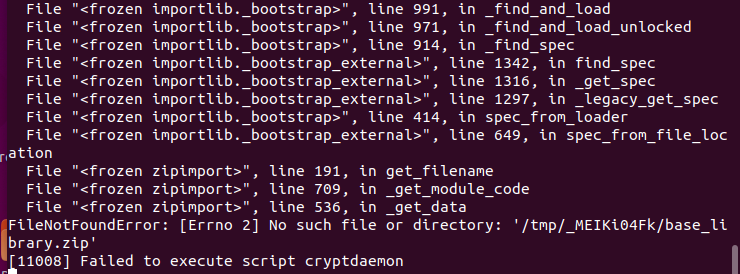 File "<frozen importlib._bootstrap>", line 991, in _find_and_load
File "<frozen importlib._bootstrap>", line 971, in _find_and_load_unlocked
File "<frozen importlib._bootstrap>", line 914, in _find_spec
File "<frozen importlib._bootstrap_external>", line 1342, in find_spec
File "<frozen importlib._bootstrap_external>", line 1316, in _get_spec
File "<frozen importlib._bootstrap_external>", line 1297, in _legacy_get_spec
File "<frozen importlib._bootstrap>", line 414, in spec_from_loader
File "<frozen importlib._bootstrap_external>", line 649, in spec_from_file_loc
ation
File "<frozen zipimport>", line 191, in get_filename
File "<frozen zipimport>", line 709, in _get_module_code
File "<frozen zipimport>", line 536, in _get_data
FileNotFoundError: [Errno 2] No such file or directory: '/tmp/_MEIKi04Fk/base_li
brary.zip'
[11008] Failed to execute script cryptdaemon